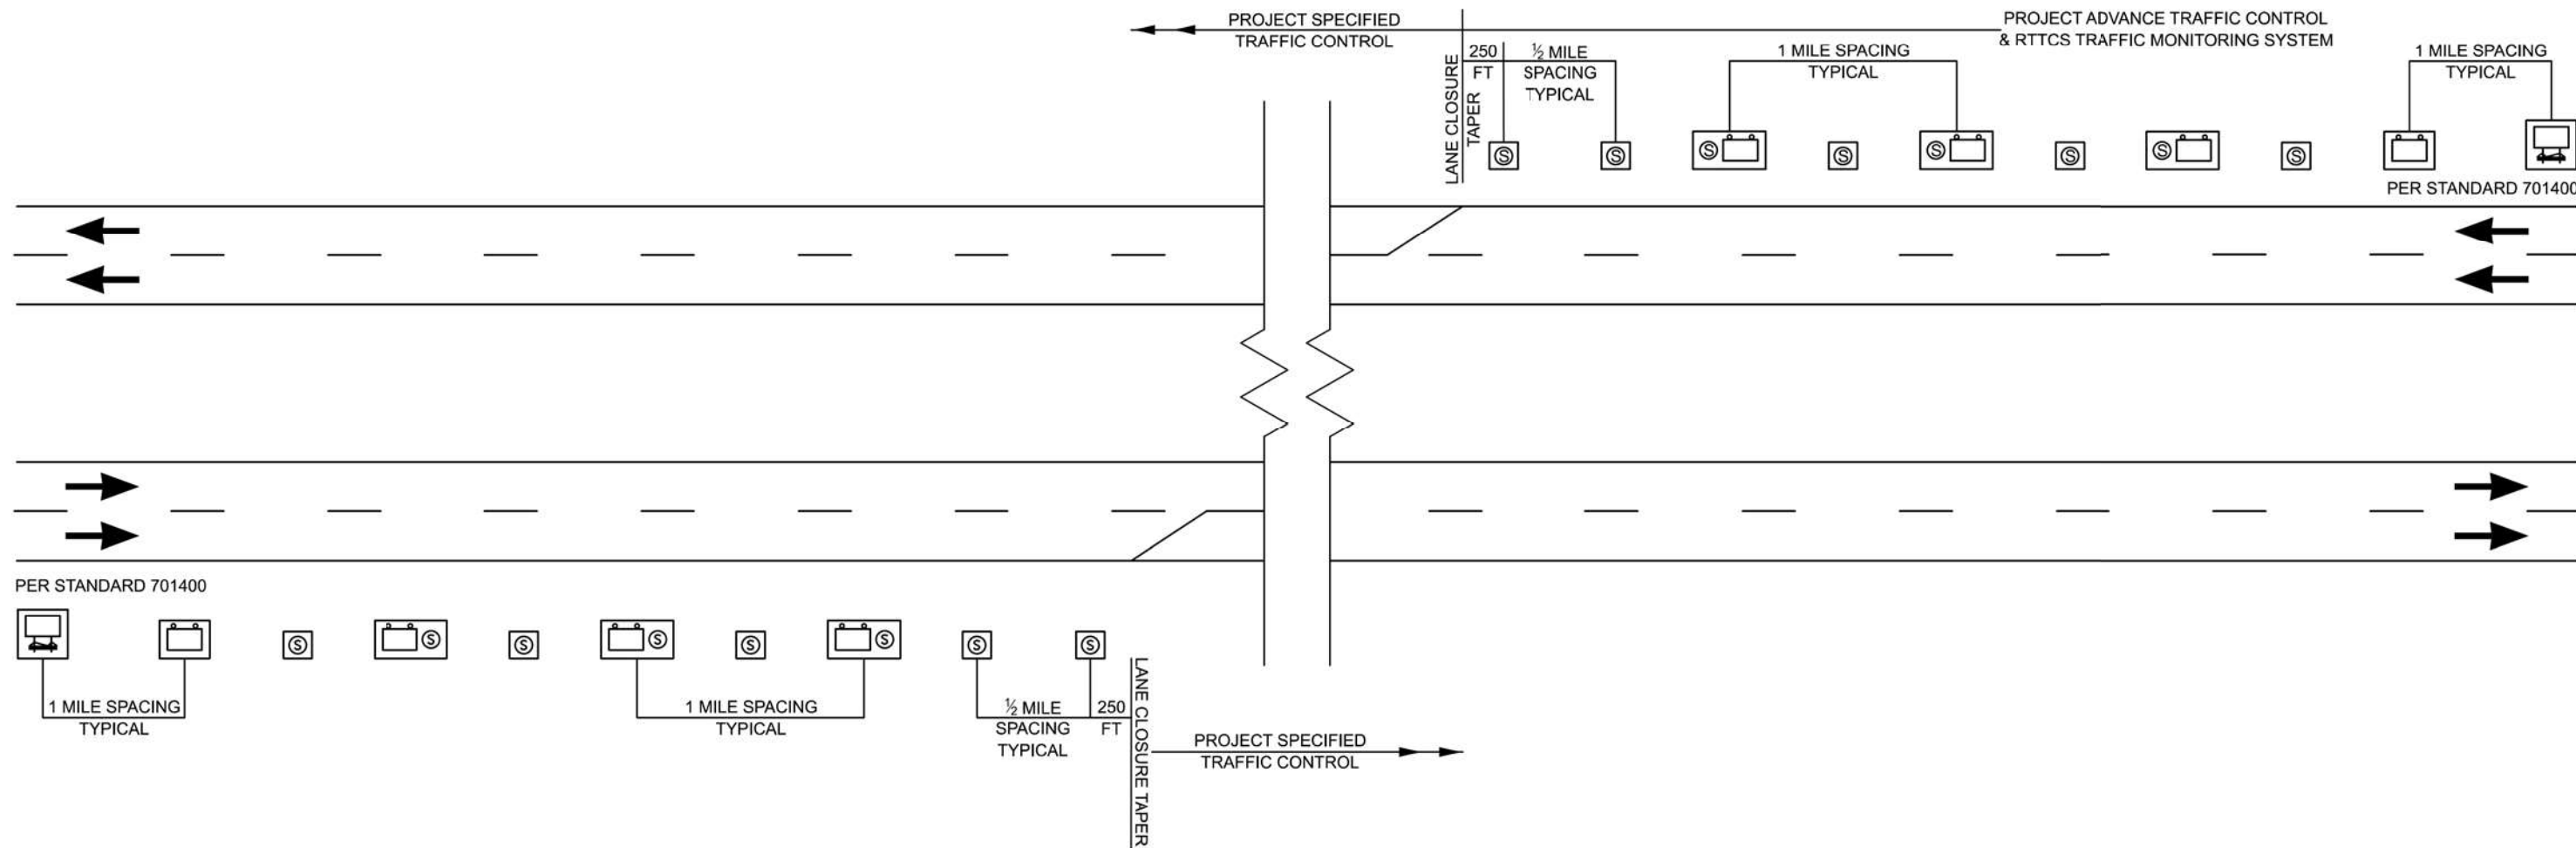 PROJECT SPECIFIED
TRAFFIC CONTROL
PROJECT ADVANCE TRAFFIC CONTROL
& RTTCS TRAFFIC MONITORING SYSTEM
LANE CLOSURE
TAPER
250
FT
½ MILE
SPACING
TYPICAL
1 MILE SPACING
TYPICAL
1 MILE SPACING
TYPICAL
S
S
S
S
S
S
S
S
PER STANDARD 701400
PER STANDARD 701400
S
S
S
S
S
S
S
S
1 MILE SPACING
TYPICAL
1 MILE SPACING
TYPICAL
½ MILE
SPACING
TYPICAL
250
FT
LANE CLOSURE TAPER
PROJECT SPECIFIED
TRAFFIC CONTROL